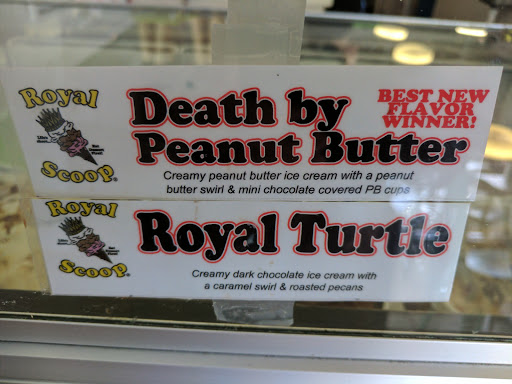 Royal
Scoop®
Death by
Peanut Butter
BEST NEW
FLAVOR
WINNER!
Creamy peanut butter ice cream with a peanut
butter swirl & mini chocolate covered PB cups
Royal
Scoop®
Royal Turtle
Creamy dark chocolate ice cream with
a caramel swirl & roasted pecans